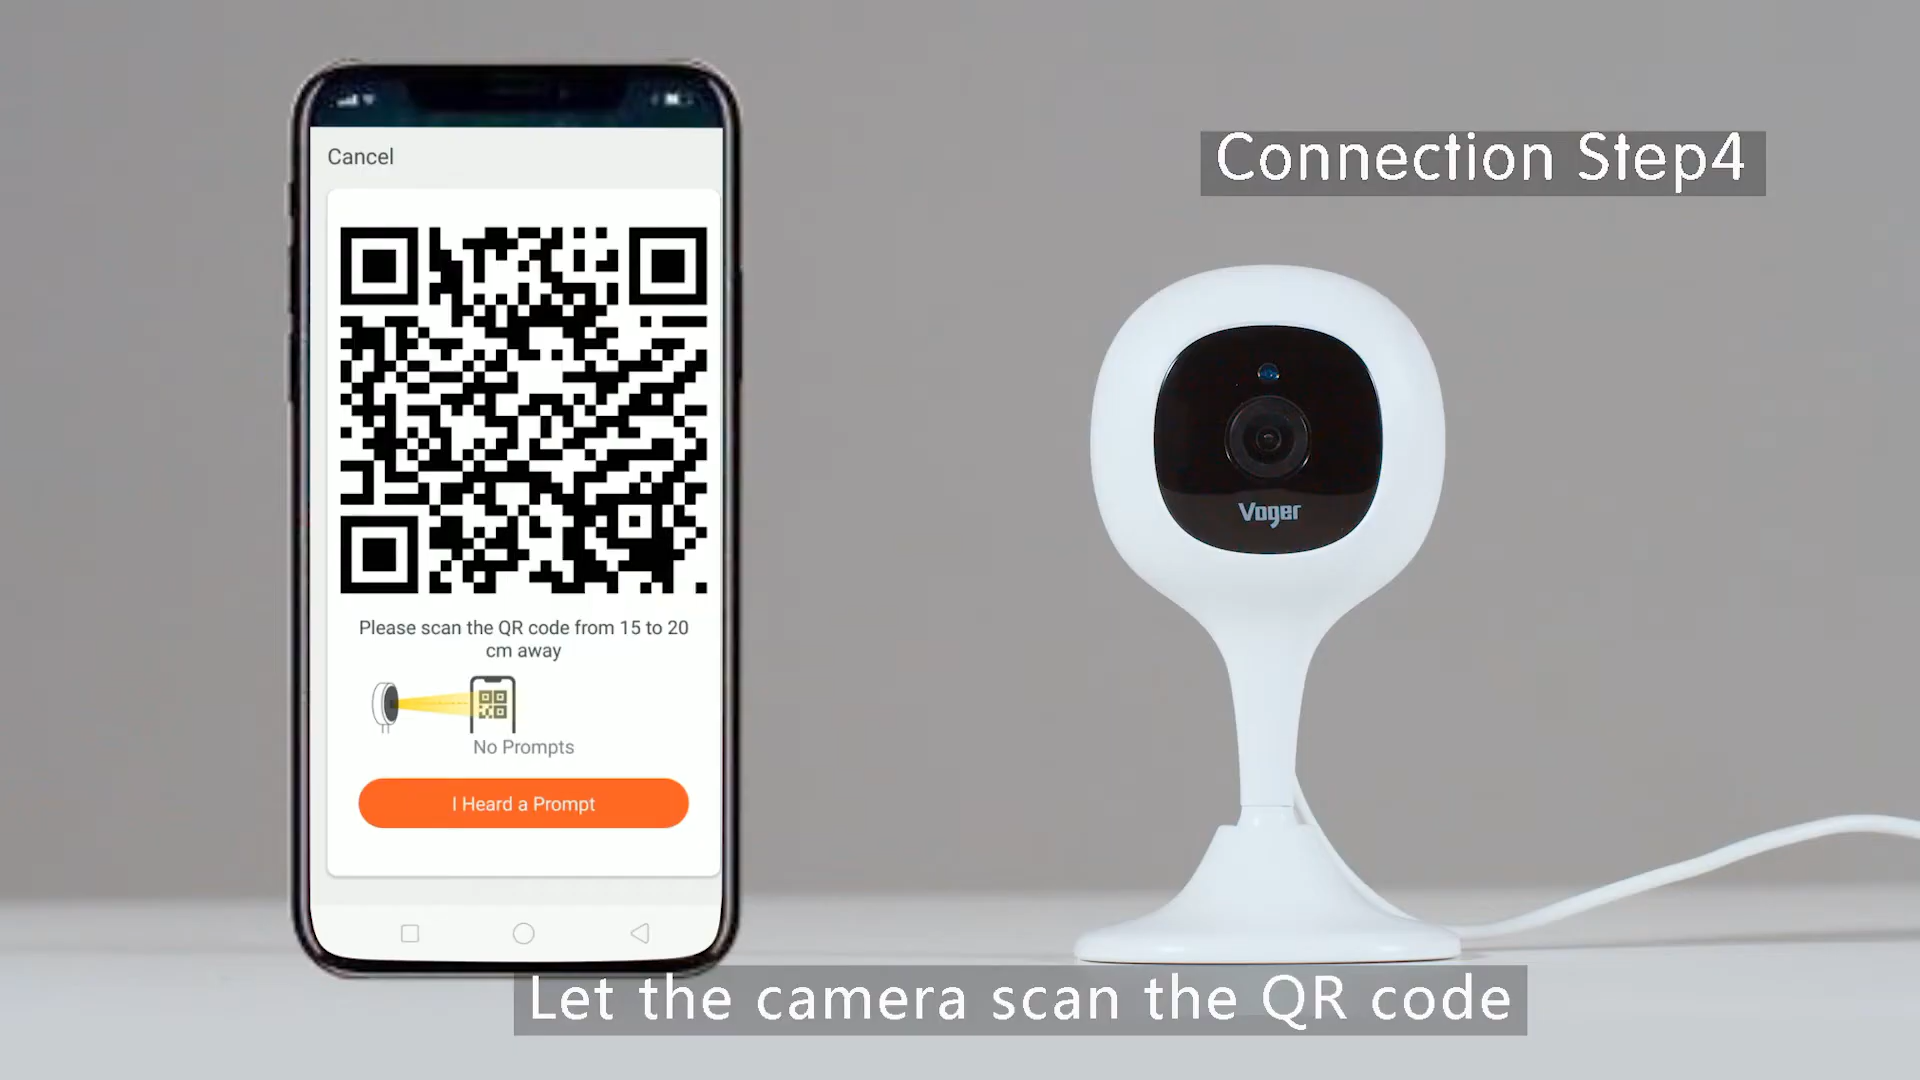 Cancel
Connection Step4
Voger
Please scan the QR code from 15 to 20
cm away
No Prompts
I Heard a Prompt
Let the camera scan the QR code